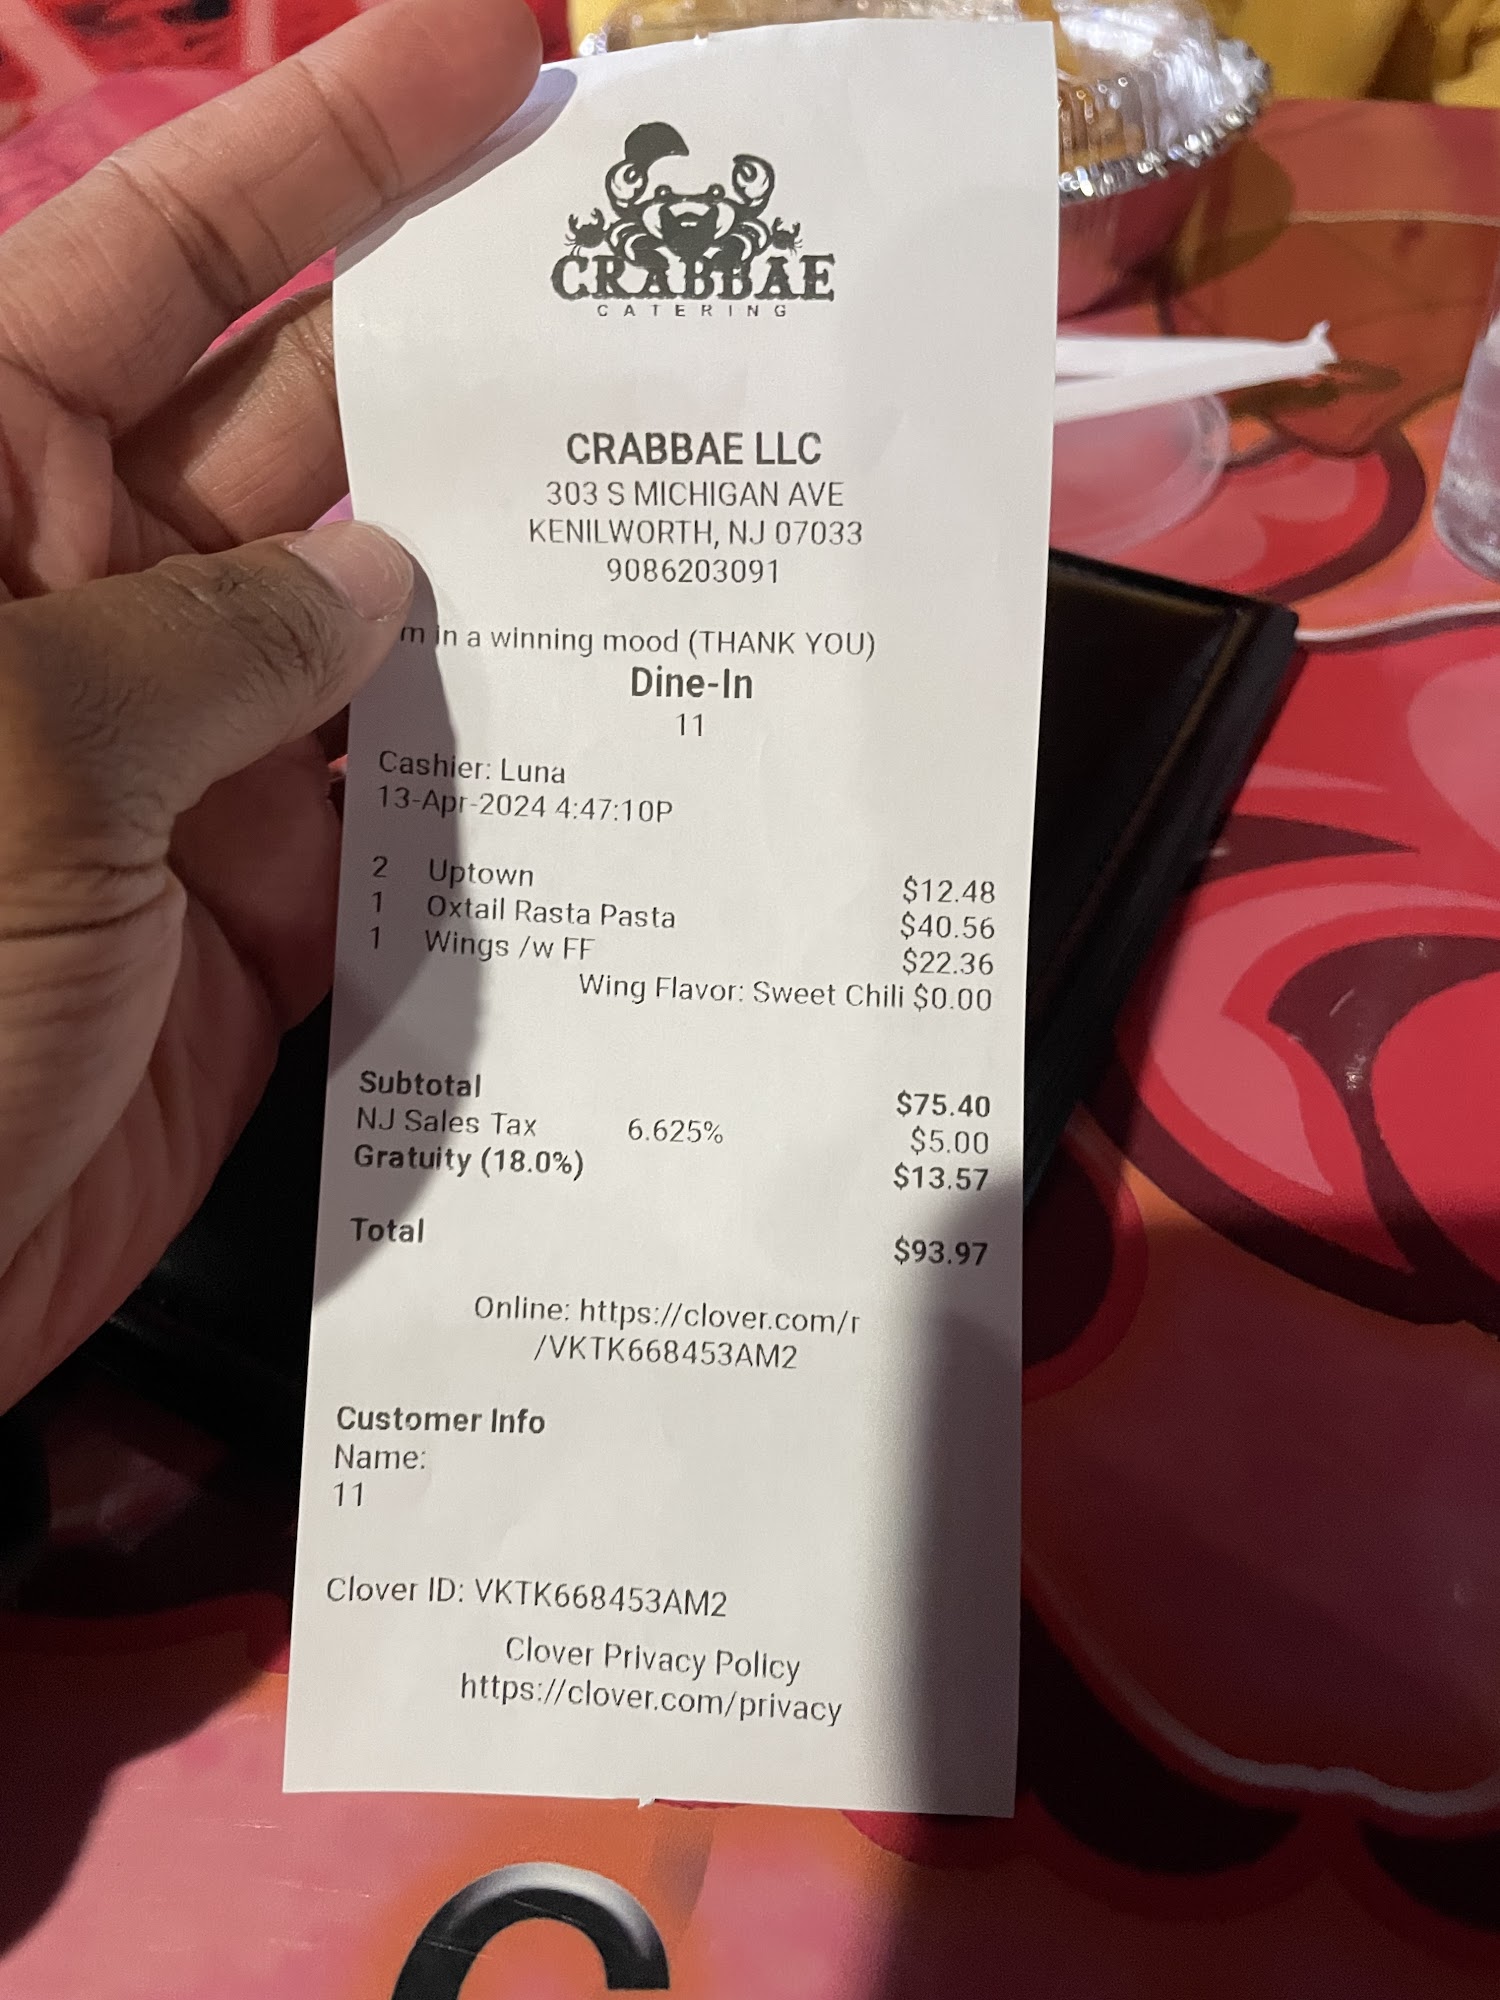 CRABBAE
CATERING
CRABBAE LLC
303 S MICHIGAN AVE
KENILWORTH, NJ 07033
9086203091
m in a winning mood (THANK YOU)
Dine-In
11
Cashier: Luna
13-Apr-2024 4:47:10P
2 Uptown $12.48
1 Oxtail Rasta Pasta $40.56
1 Wings /w FF $22.36
Wing Flavor: Sweet Chili $0.00
Subtotal $75.40
NJ Sales Tax 6.625% $5.00
Gratuity (18.0%) $13.57
Total $93.97
Online: https://clover.com/r
/VKTK668453AM2
Customer Info
Name:
11
Clover ID: VKTK668453AM2
Clover Privacy Policy
https://clover.com/privacy